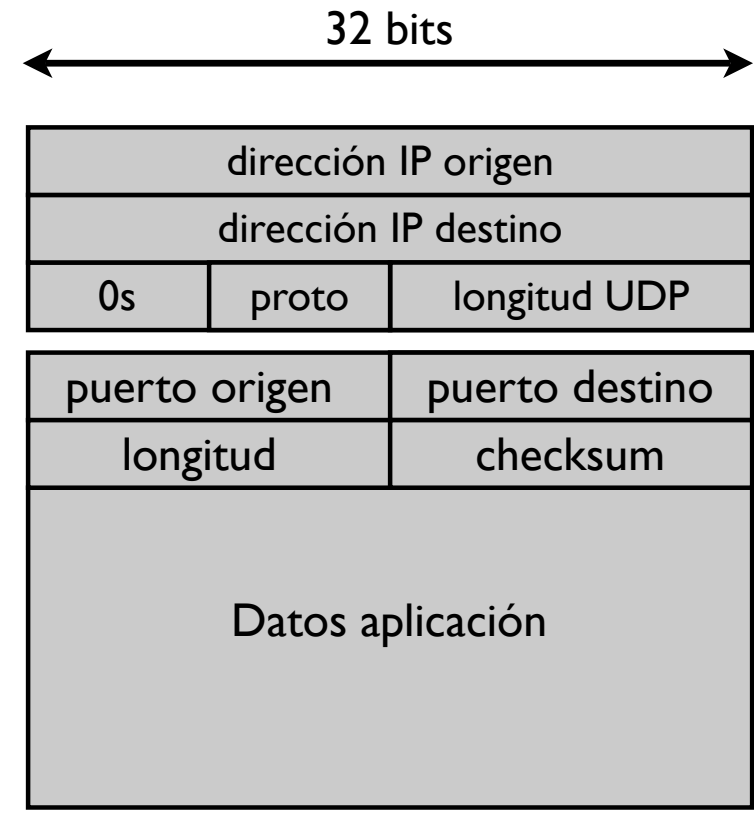 32 bits
dirección IP origen
dirección IP destino
0s proto longitud UDP
puerto origen puerto destino
longitud checksum
Datos aplicación